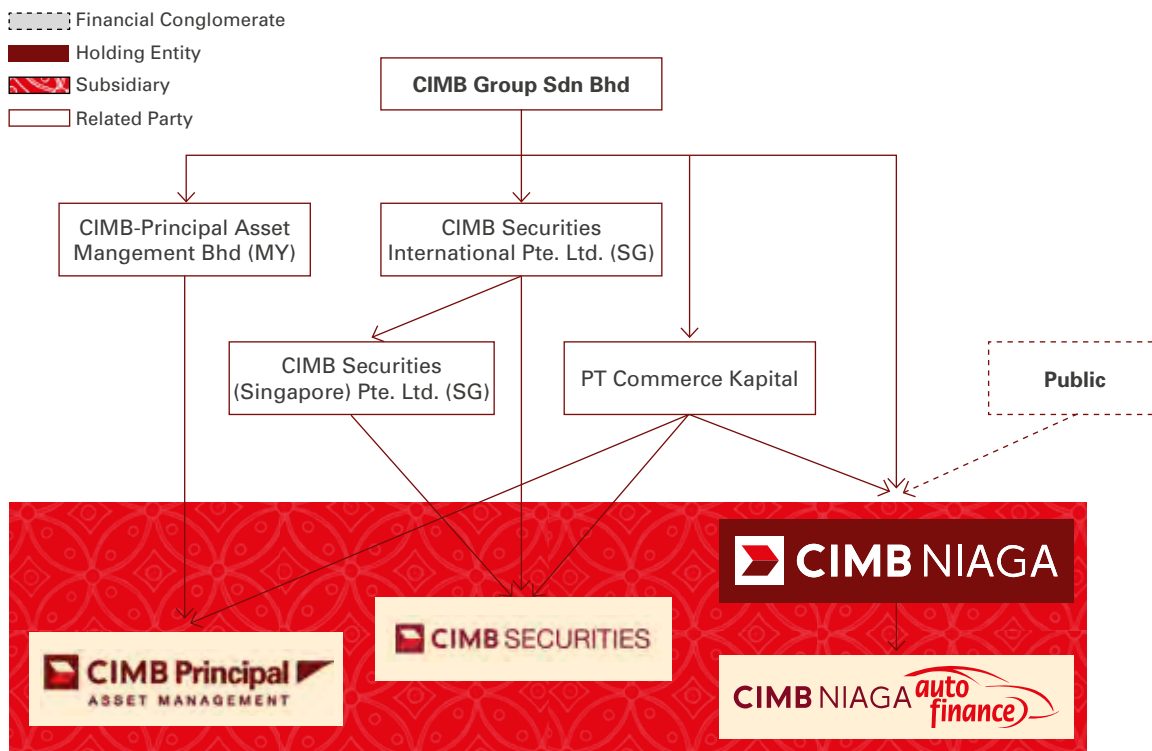 Financial Conglomerate
Holding Entity
Subsidiary
Related Party
CIMB Group Sdn Bhd
CIMB-Principal Asset
Mangement Bhd (MY)
CIMB Securities
International Pte. Ltd. (SG)
CIMB Securities
(Singapore) Pte. Ltd. (SG)
PT Commerce Kapital
Public
CIMB NIAGA
CIMB SECURITIES
CIMB Principal
ASSET MANAGEMENT
CIMB NIAGA auto
finance